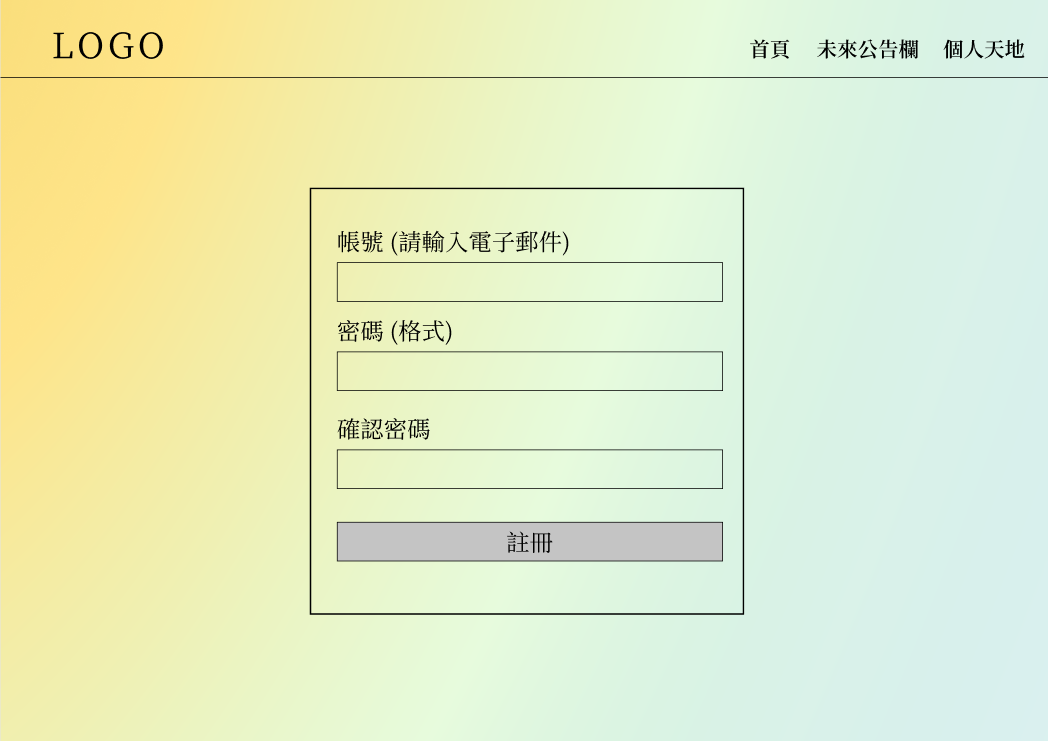 LOGO
首頁 未來公告欄 個人天地
帳號 (請輸入電子郵件)
密碼 (格式)
確認密碼
註冊